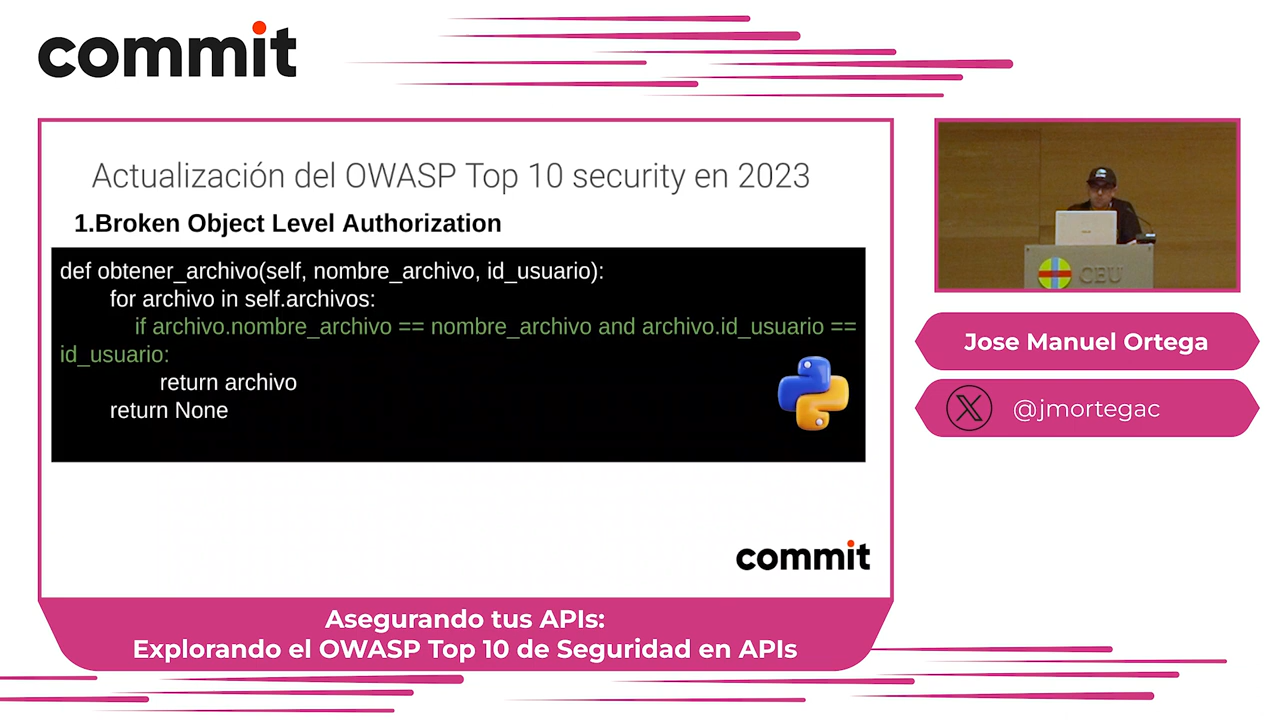 commit
Actualización del OWASP Top 10 security en 2023
1.Broken Object Level Authorization
def obtener_archivo(self, nombre_archivo, id_usuario):
for archivo in self.archivos:
if archivo.nombre_archivo == nombre_archivo and archivo.id_usuario ==
id_usuario:
return archivo
return None
commit
Asegurando tus APIs:
Explorando el OWASP Top 10 de Seguridad en APIs
CEU
Jose Manuel Ortega
@jmortegac